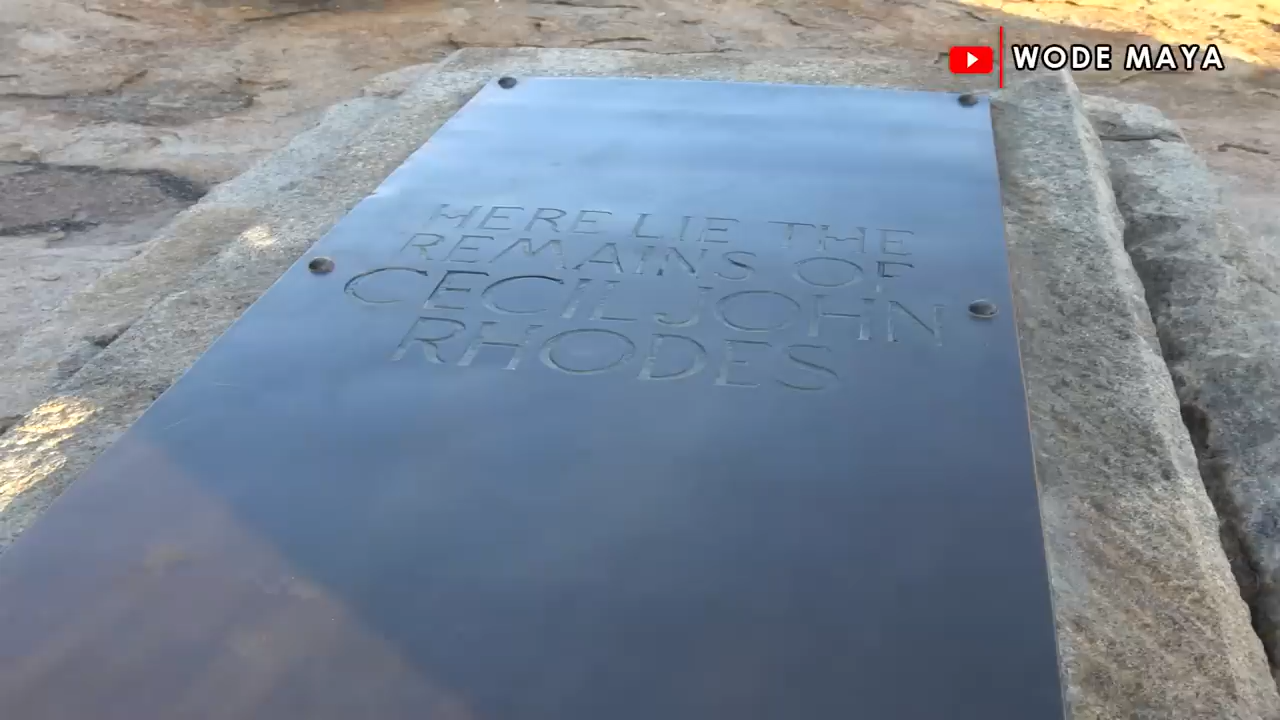 WODE MAYA
HERE LIE THE
REMAINS OF
CECIL JOHN
RHODES